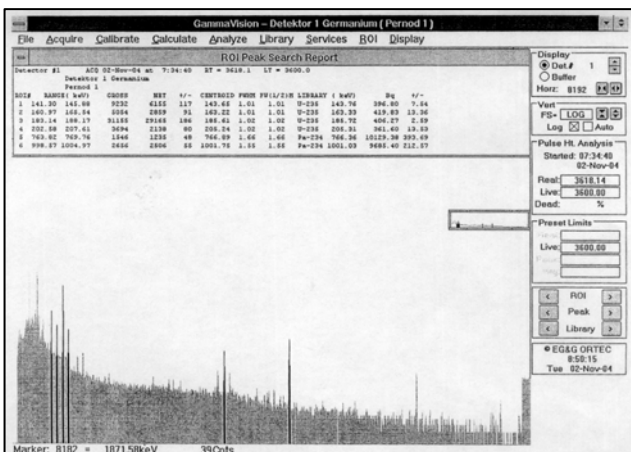 GammaVision – Detektor 1 Germanium ( Pernod 1 )
File Acquire Calibrate Calculate Analyze Library Services ROI Display
ROI Peak Search Report
Detector #1 ACQ 02-Nov-04 at 7:34:40 RT = 3618.1 LT = 3600.0
Detektor 1 Germanium
Pernod 1
ROI# RANGE( keV) GROSS NET +/- CENTROID FWHM FW(1/2)M LIBRARY ( keV) Bq +/-
1 141.30 145.88 9232 6155 117 143.65 1.01 1.01 U-235 143.76 396.80 7.54
2 160.97 165.54 5054 2859 91 163.22 1.01 1.01 U-235 163.33 419.83 13.36
3 183.14 188.17 31155 29165 186 185.61 1.02 1.02 U-235 185.72 406.27 2.59
4 202.58 207.61 3694 2138 80 205.24 1.02 1.02 U-235 205.31 361.60 13.53
5 763.82 769.76 1546 1235 48 766.89 1.66 1.66 Pa-234 766.36 10129.38 393.69
6 998.57 1004.97 2656 2506 55 1001.75 1.55 1.55 Pa-234 1001.03 9685.40 212.57
Display
Det.# 1
Buffer
Horz: 8192
Vert
FS= LOG
Log Auto
Pulse Ht. Analysis
Started: 07:34:40
02-Nov-04
Real: 3618.14
Live: 3600.00
Dead: %
Preset Limits
Live: 3600.00
< ROI >
< Peak >
< Library >
EG&G ORTEC
8:50:15
Tue 02-Nov-04
Marker: 8182 = 1871.58keV 39Cnts